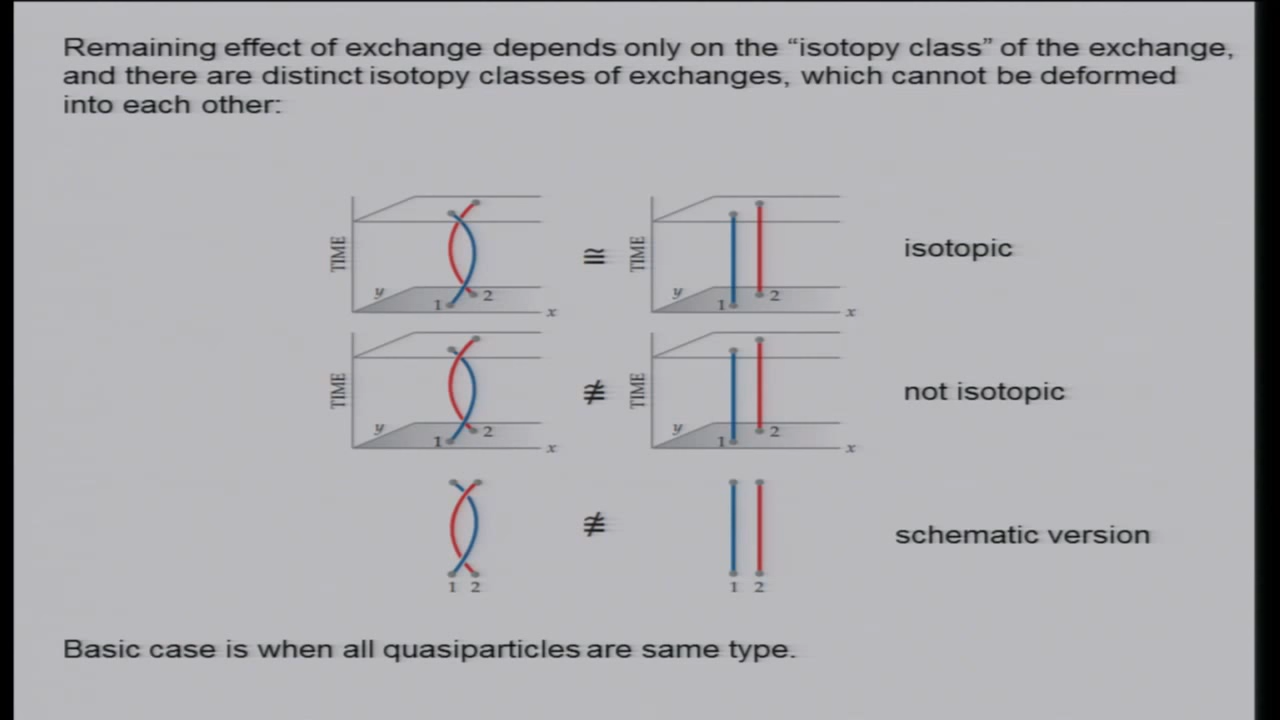 Remaining effect of exchange depends only on the “isotopy class” of the exchange,
and there are distinct isotopy classes of exchanges, which cannot be deformed
into each other:
TIME y 1 2 x ≅ TIME y 1 2 x isotopic
TIME y 1 2 x ≇ TIME y 1 2 x not isotopic
≇ schematic version
1 2 1 2
Basic case is when all quasiparticles are same type.